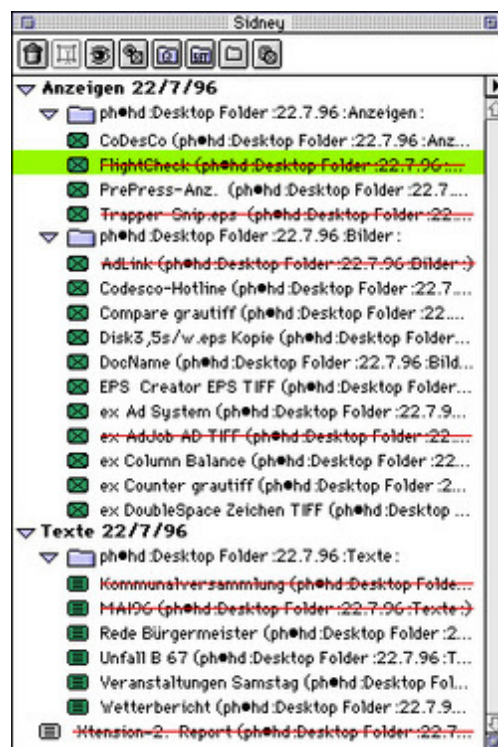 Sidney
Anzeigen 22/7/96
ph●hd:Desktop Folder :22.7.96 :Anzeigen:
CoDesCo (ph●hd:Desktop Folder :22.7.96 :Anz...
FlightCheck (ph●hd:Desktop Folder :22.7.96 :...
PrePress-Anz. (ph●hd:Desktop Folder :22.7....
Trapper Snip.eps (ph●hd:Desktop Folder :22....
ph●hd:Desktop Folder :22.7.96 :Bilder:
AdLink (ph●hd:Desktop Folder :22.7.96 :Bilder:)
Codesco-Hotline (ph●hd:Desktop Folder :22.7....
Compare grautiff (ph●hd:Desktop Folder :22....
Disk3,5s/w.eps Kopie (ph●hd:Desktop Folder...
DocName (ph●hd:Desktop Folder :22.7.96 :Bild...
EPS Creator EPS TIFF (ph●hd:Desktop Folder...
ex Ad System (ph●hd:Desktop Folder :22.7.9...
ex AdJob AD TIFF (ph●hd:Desktop Folder :22....
ex Column Balance (ph●hd:Desktop Folder :22...
ex Counter grautiff (ph●hd:Desktop Folder :2...
ex DoubleSpace Zeichen TIFF (ph●hd:Desktop ...
Texte 22/7/96
ph●hd:Desktop Folder :22.7.96 :Texte:
Kommunalversammlung (ph●hd:Desktop Folde...
MAI96 (ph●hd:Desktop Folder :22.7.96 :Texte:)
Rede Bürgermeister (ph●hd:Desktop Folder :2...
Unfall B 67 (ph●hd:Desktop Folder :22.7.96 :T...
Veranstaltungen Samstag (ph●hd:Desktop Fol...
Wetterbericht (ph●hd:Desktop Folder :22.7.9...
Xtension-2. Report (ph●hd:Desktop Folder :22.7...